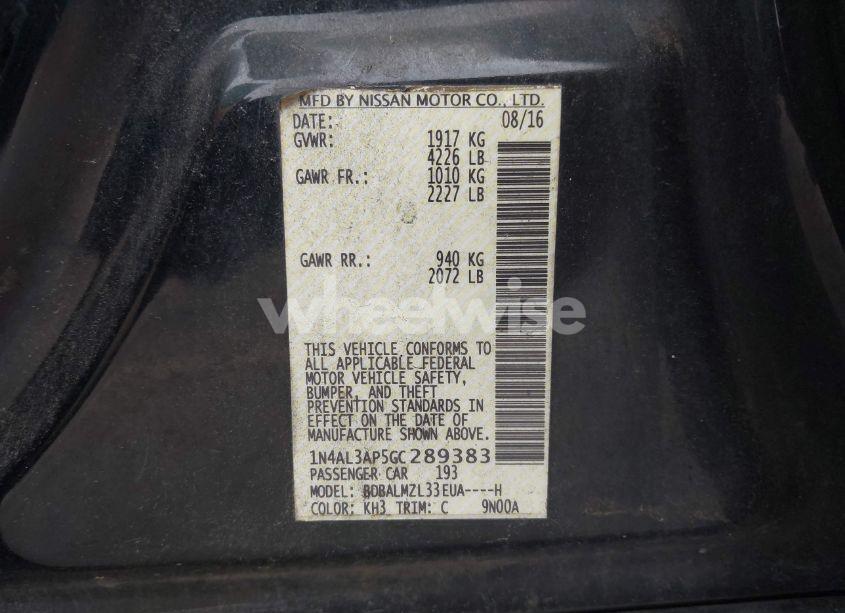 MFD BY NISSAN MOTOR CO., LTD.
DATE: 08/16
GVWR: 1917 KG
4226 LB
GAWR FR.: 1010 KG
2227 LB
GAWR RR.: 940 KG
2072 LB
wheelwise
THIS VEHICLE CONFORMS TO
ALL APPLICABLE FEDERAL
MOTOR VEHICLE SAFETY,
BUMPER, AND THEFT
PREVENTION STANDARDS IN
EFFECT ON THE DATE OF
MANUFACTURE SHOWN ABOVE.
1N4AL3AP5GC289383
PASSENGER CAR 193
MODEL: BDBALMZL33EUA----H
COLOR: KH3 TRIM: C 9N00A